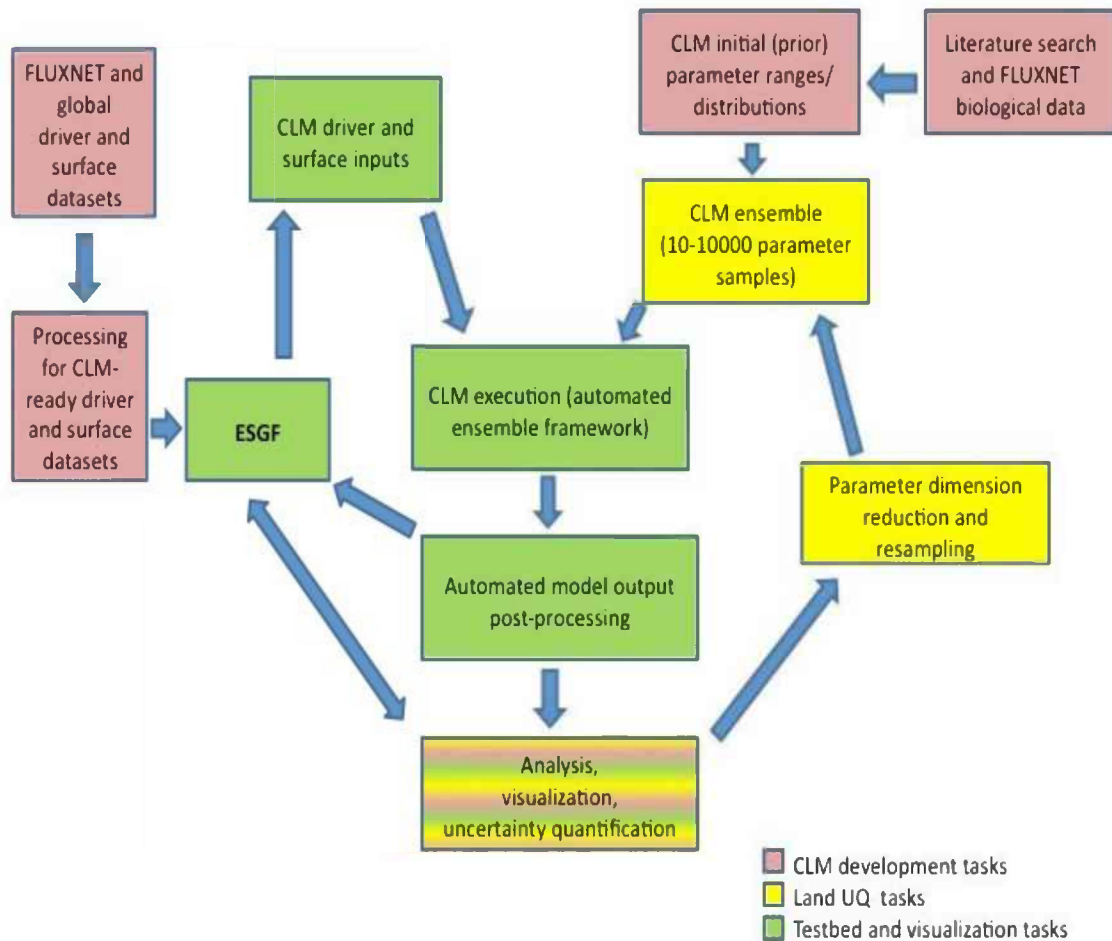 FLUXNET and
global
driver and
surface
datasets
CLM driver and
surface inputs
CLM initial (prior)
parameter ranges/
distributions
Literature search
and FLUXNET
biological data
CLM ensemble
(10-10000 parameter
samples)
Processing
for CLM-
ready driver
and surface
datasets
ESGF
CLM execution (automated
ensemble framework)
Parameter dimension
reduction and
resampling
Automated model output
post-processing
Analysis,
visualization,
uncertainty quantification
CLM development tasks
Land UQ tasks
Testbed and visualization tasks